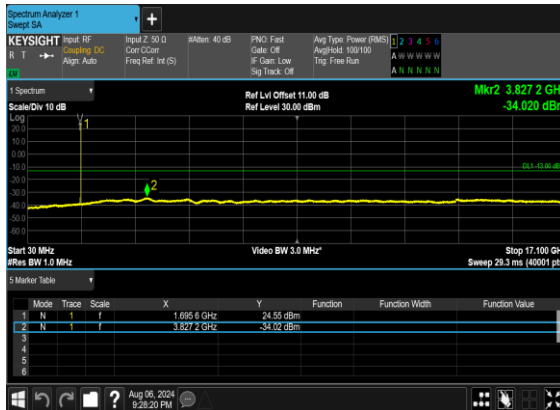 Spectrum Analyzer 1
Swept SA
+
KEYSIGHT Input: RF Input Z: 50 Ω #Atten: 40 dB PNO: Fast Avg Type: Power (RMS) 1 2 3 4 5 6
R T Coupling: DC Corr CCorr Gate: Off Avg|Hold: 100/100 A W W W W W
Align: Auto Freq Ref: Int (S) IF Gain: Low Trig: Free Run
Sig Track: Off A N N N N N
1 Spectrum
Scale/Div 10 dB
Ref Lvl Offset 11.00 dB
Ref Level 30.00 dBm
Mkr2 3.827 2 GH
-34.020 dB
Log
1
20.0
10.0
0.00
-10.0
DL1 -13.00 dB
-20.0
2
-30.0
-40.0
-50.0
-60.0
Start 30 MHz Video BW 3.0 MHz* Stop 17.100 GH
#Res BW 1.0 MHz Sweep 29.3 ms (40001 pt
5 Marker Table
Mode Trace Scale X Y Function Function Width Function Value
1 N 1 f 1.695 6 GHz 24.55 dBm
2 N 1 f 3.827 2 GHz -34.02 dBm
3
4
5
6
? Aug 06, 2024
9:28:20 PM